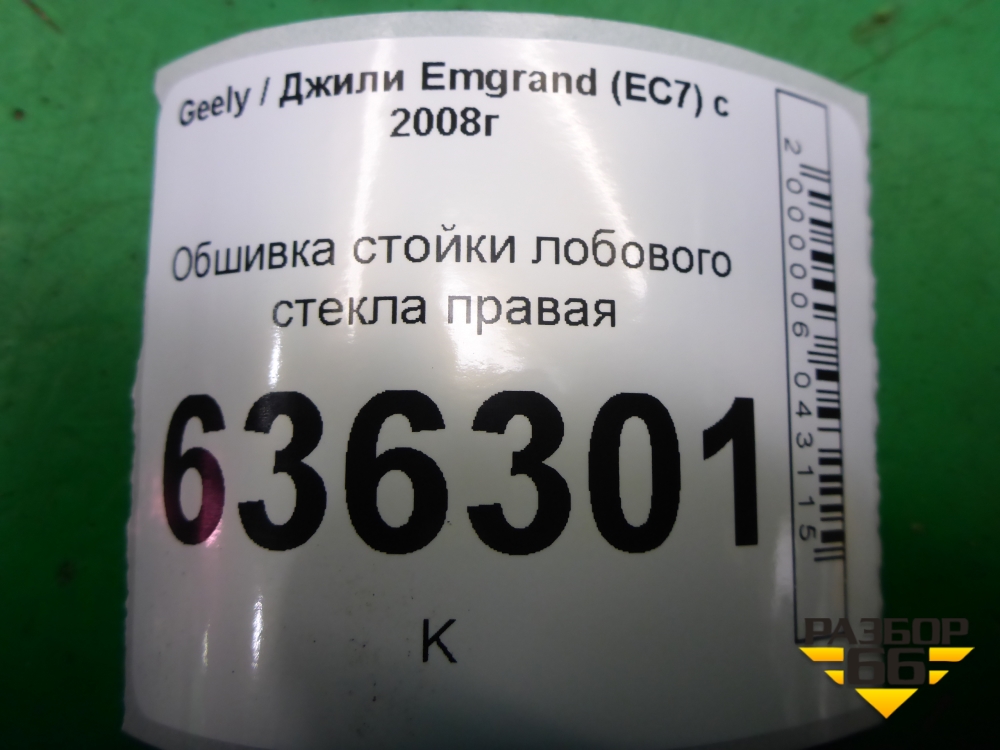 Geely / Джили Emgrand (EC7) с
2008г
Обшивка стойки лобового
стекла правая
636301
К
2000006043115
РАЗБОР
66